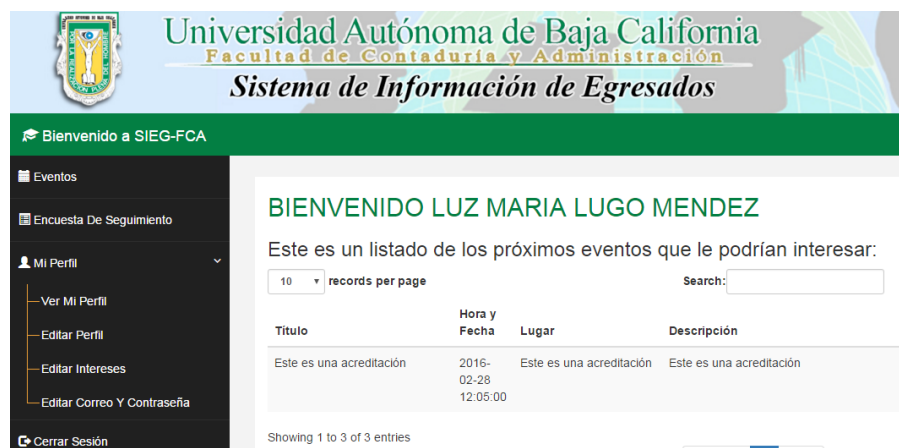 Universidad Autónoma de Baja California
Facultad de Contaduría y Administración
Sistema de Información de Egresados
Bienvenido a SIEG-FCA
Eventos
Encuesta De Seguimiento
Mi Perfil
Ver Mi Perfil
Editar Perfil
Editar Intereses
Editar Correo Y Contraseña
Cerrar Sesión
BIENVENIDO LUZ MARIA LUGO MENDEZ
Este es un listado de los próximos eventos que le podrían interesar:
10 records per page Search:
Título Hora y Fecha Lugar Descripción
Este es una acreditación 2016-02-28 12:05:00 Este es una acreditación Este es una acreditación
Showing 1 to 3 of 3 entries